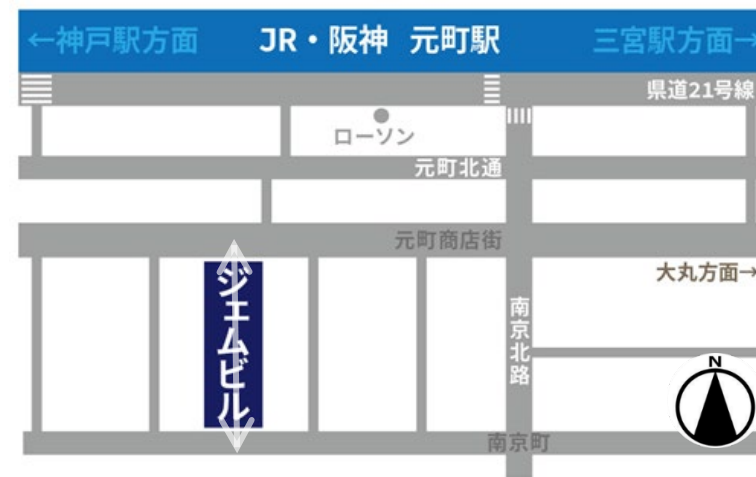 ←神戸駅方面
JR・阪神 元町駅
三宮駅方面→
県道21号線
ローソン
元町北通
元町商店街
大丸方面→
ジェムビル
南京北路
N
南京町